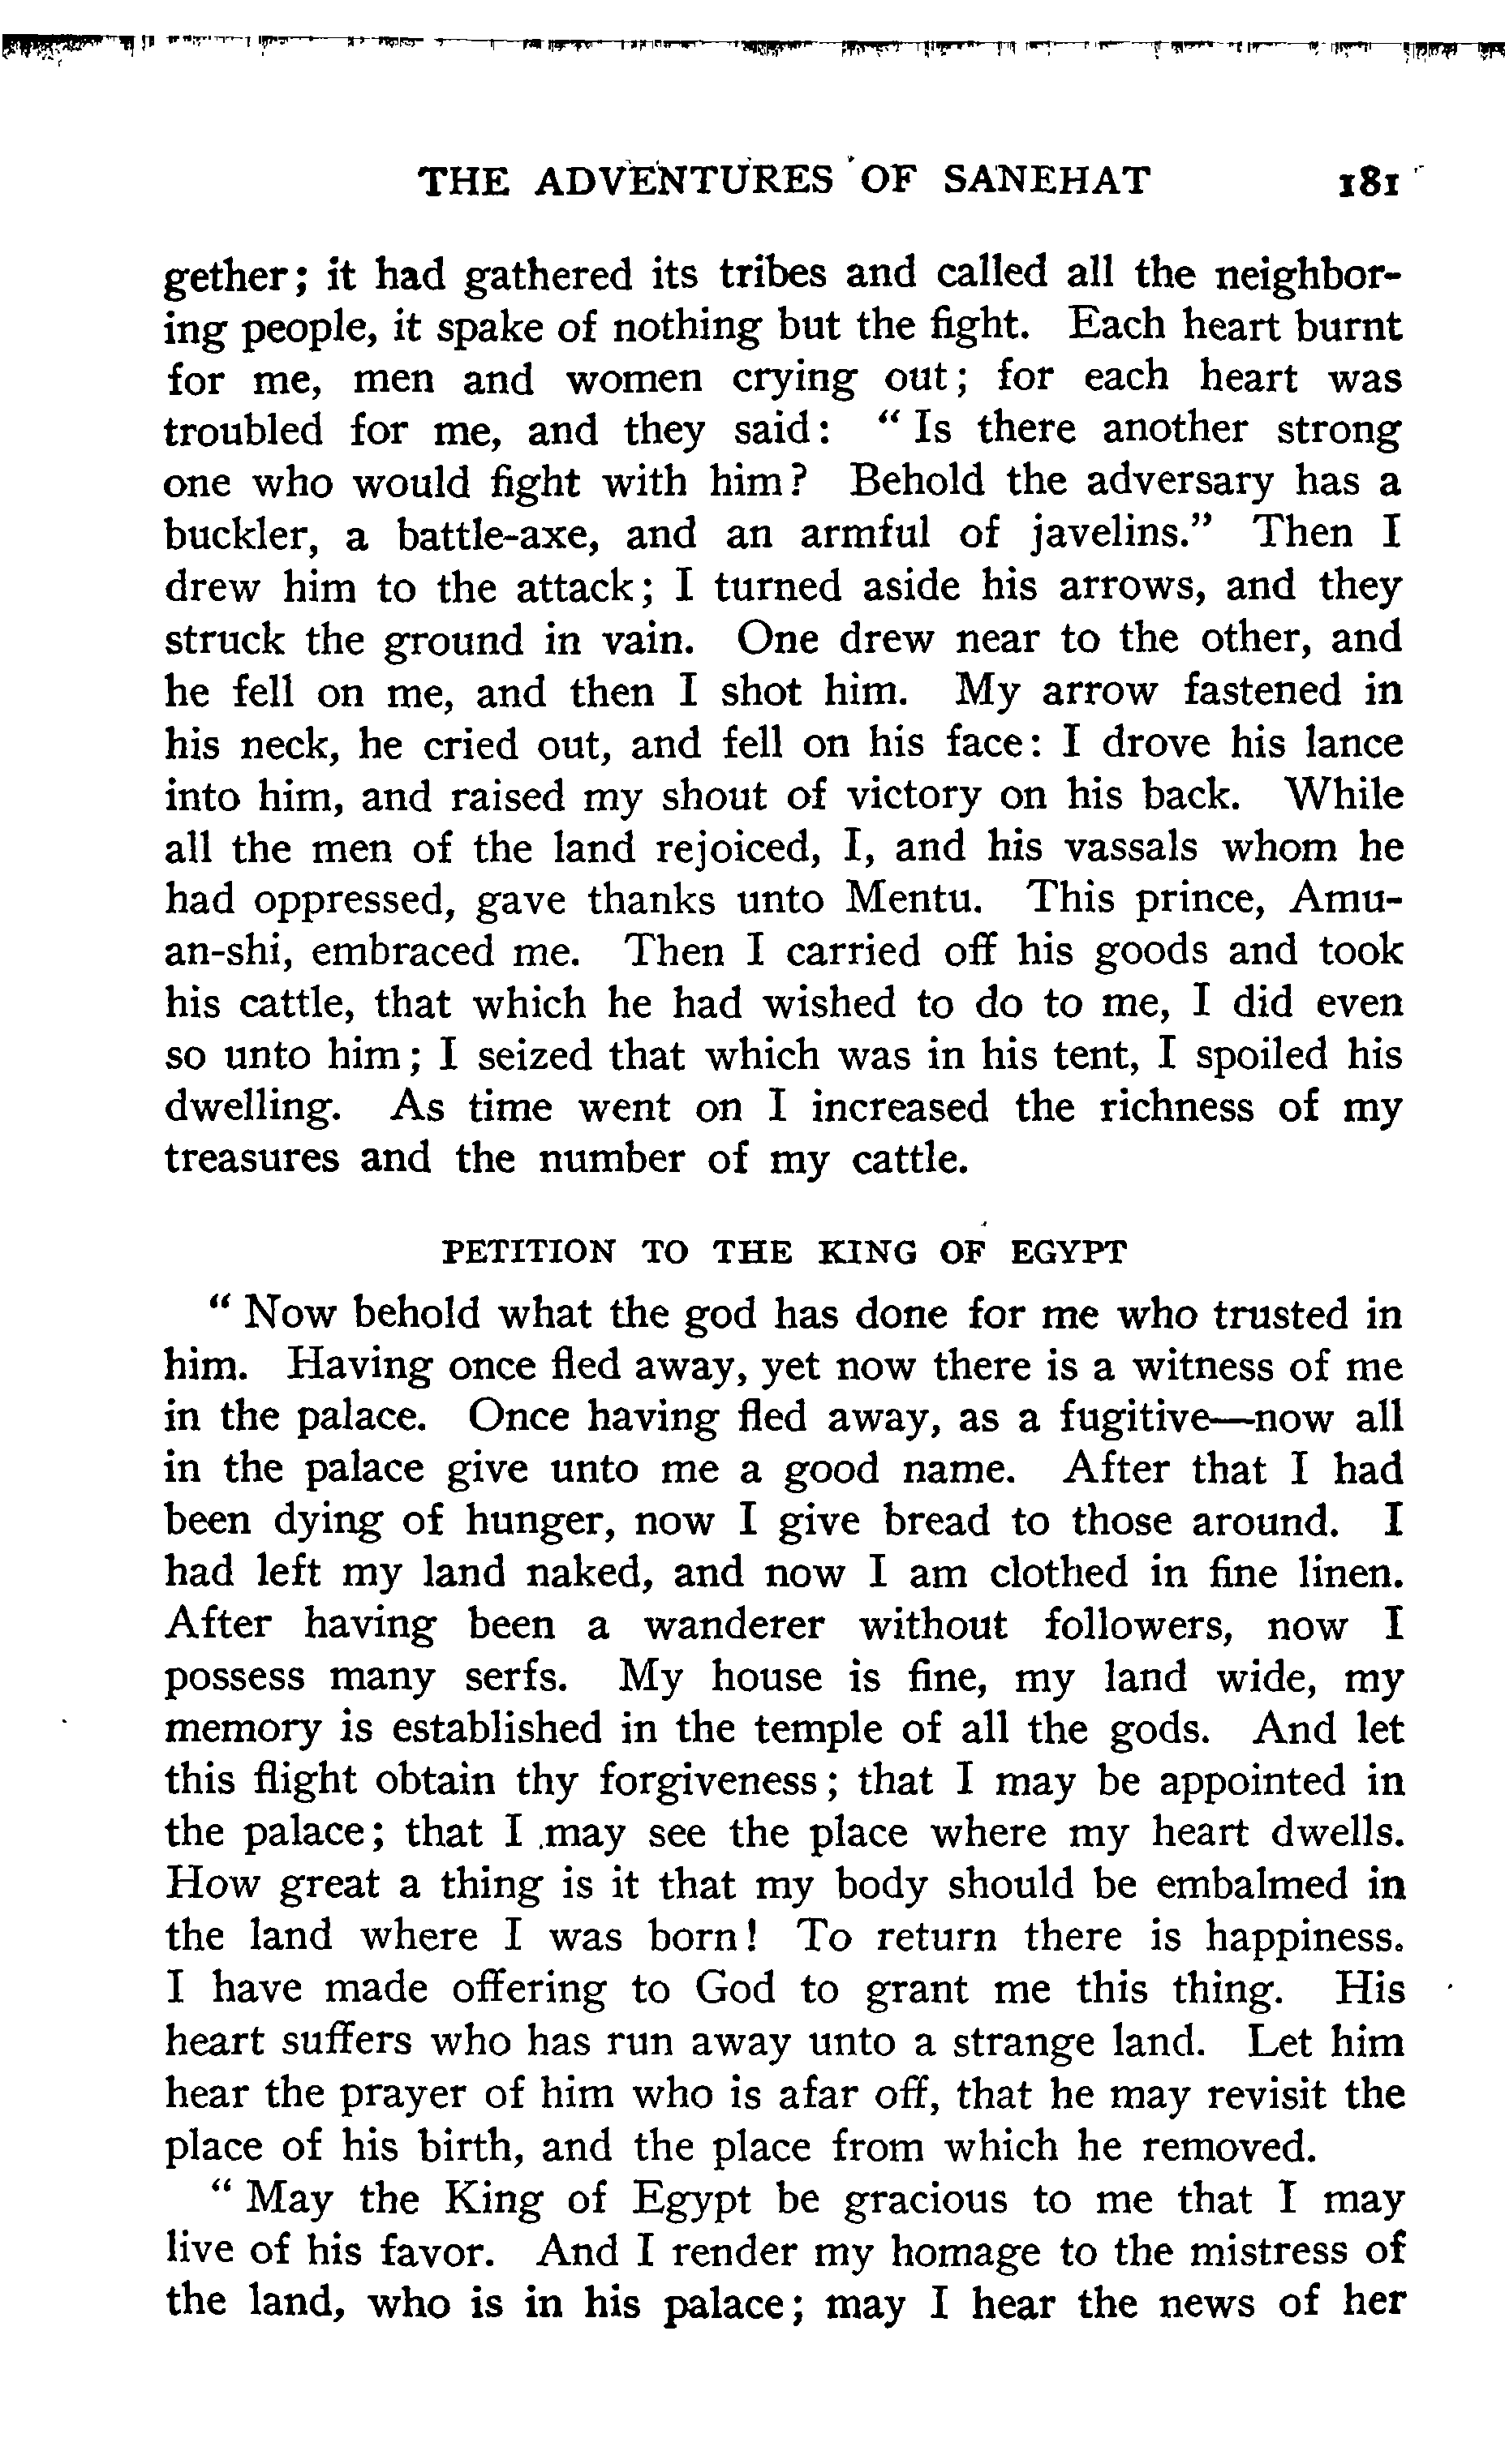 THE ADVENTURES OF SANEHAT 181
gether; it had gathered its tribes and called all the neighbor-
ing people, it spake of nothing but the fight. Each heart burnt
for me, men and women crying out; for each heart was
troubled for me, and they said: “Is there another strong
one who would fight with him? Behold the adversary has a
buckler, a battle-axe, and an armful of javelins.” Then I
drew him to the attack; I turned aside his arrows, and they
struck the ground in vain. One drew near to the other, and
he fell on me, and then I shot him. My arrow fastened in
his neck, he cried out, and fell on his face: I drove his lance
into him, and raised my shout of victory on his back. While
all the men of the land rejoiced, I, and his vassals whom he
had oppressed, gave thanks unto Mentu. This prince, Amu-
an-shi, embraced me. Then I carried off his goods and took
his cattle, that which he had wished to do to me, I did even
so unto him; I seized that which was in his tent, I spoiled his
dwelling. As time went on I increased the richness of my
treasures and the number of my cattle.
PETITION TO THE KING OF EGYPT
“Now behold what the god has done for me who trusted in
him. Having once fled away, yet now there is a witness of me
in the palace. Once having fled away, as a fugitive—now all
in the palace give unto me a good name. After that I had
been dying of hunger, now I give bread to those around. I
had left my land naked, and now I am clothed in fine linen.
After having been a wanderer without followers, now I
possess many serfs. My house is fine, my land wide, my
memory is established in the temple of all the gods. And let
this flight obtain thy forgiveness; that I may be appointed in
the palace; that I may see the place where my heart dwells.
How great a thing is it that my body should be embalmed in
the land where I was born! To return there is happiness.
I have made offering to God to grant me this thing. His
heart suffers who has run away unto a strange land. Let him
hear the prayer of him who is afar off, that he may revisit the
place of his birth, and the place from which he removed.
“May the King of Egypt be gracious to me that I may
live of his favor. And I render my homage to the mistress of
the land, who is in his palace; may I hear the news of her